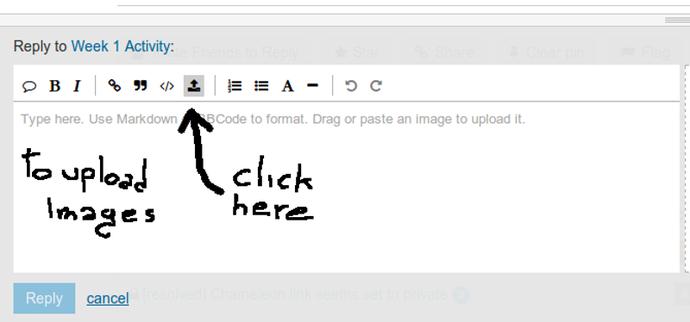 Use Friends to Reply
Star
Share
Clear pin
Flag
Reply to Week 1 Activity:
B I A
Type here. Use Markdown BBCode to format. Drag or paste an image to upload it.
To upload
Images
click
here
Reply cancel
[resolved] Chameleon link seems set to private